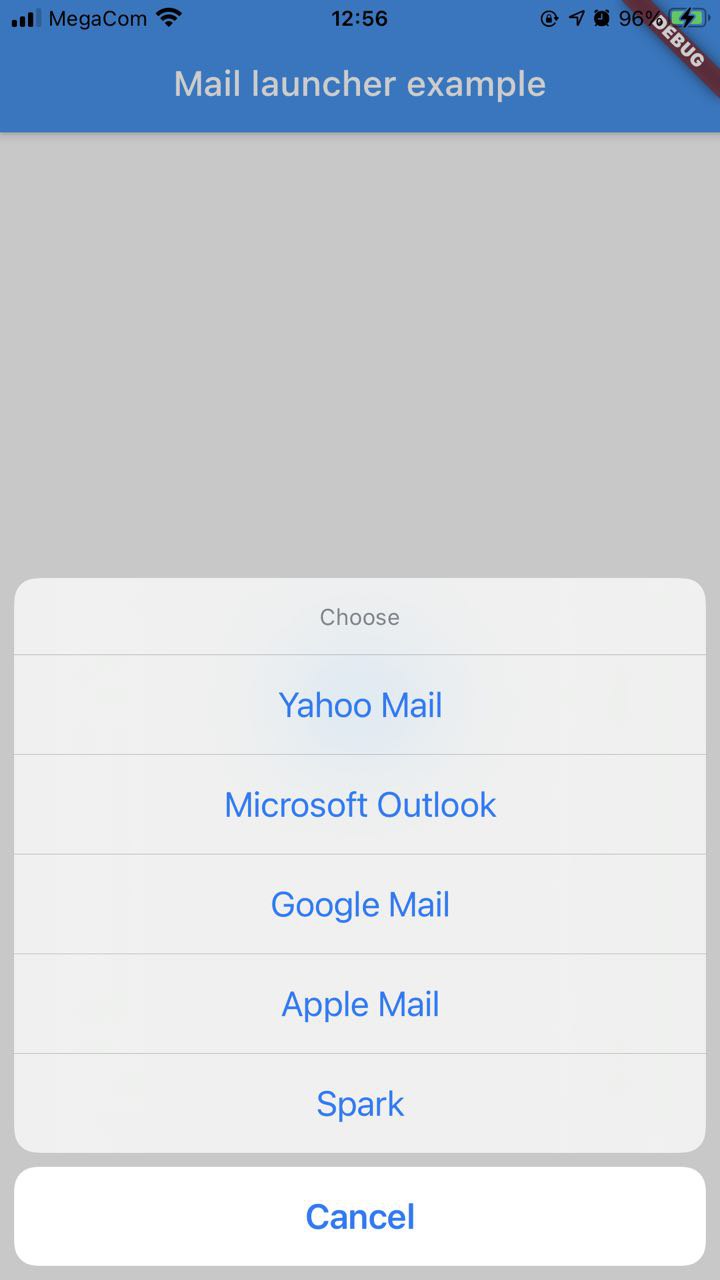 MegaCom 12:56 96%
DEBUG
Mail launcher example
Choose
Yahoo Mail
Microsoft Outlook
Google Mail
Apple Mail
Spark
Cancel